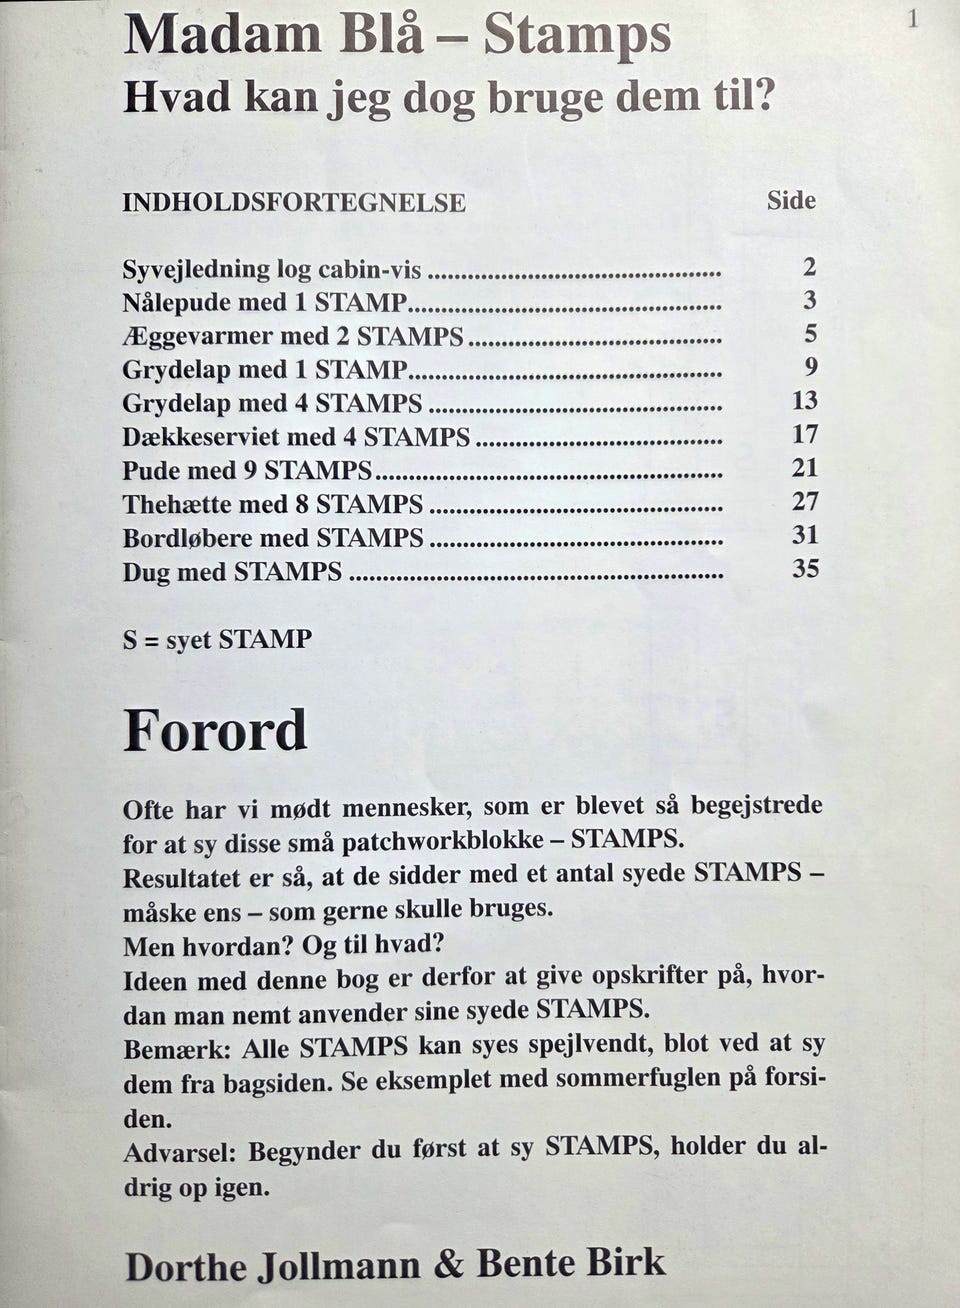 1
Madam Blå – Stamps
Hvad kan jeg dog bruge dem til?
INDHOLDSFORTEGNELSE Side
Syvejledning log cabin-vis ............................................ 2
Nålepude med 1 STAMP............................................... 3
Æggevarmer med 2 STAMPS ...................................... 5
Grydelap med 1 STAMP............................................... 9
Grydelap med 4 STAMPS ............................................ 13
Dækkeserviet med 4 STAMPS ..................................... 17
Pude med 9 STAMPS.................................................... 21
Thehætte med 8 STAMPS ............................................ 27
Bordløbere med STAMPS ............................................ 31
Dug med STAMPS ........................................................ 35
S = syet STAMP
Forord
Ofte har vi mødt mennesker, som er blevet så begejstrede
for at sy disse små patchworkblokke – STAMPS.
Resultatet er så, at de sidder med et antal syede STAMPS –
måske ens – som gerne skulle bruges.
Men hvordan? Og til hvad?
Ideen med denne bog er derfor at give opskrifter på, hvor-
dan man nemt anvender sine syede STAMPS.
Bemærk: Alle STAMPS kan syes spejlvendt, blot ved at sy
dem fra bagsiden. Se eksemplet med sommerfuglen på forsi-
den.
Advarsel: Begynder du først at sy STAMPS, holder du al-
drig op igen.
Dorthe Jollmann & Bente Birk